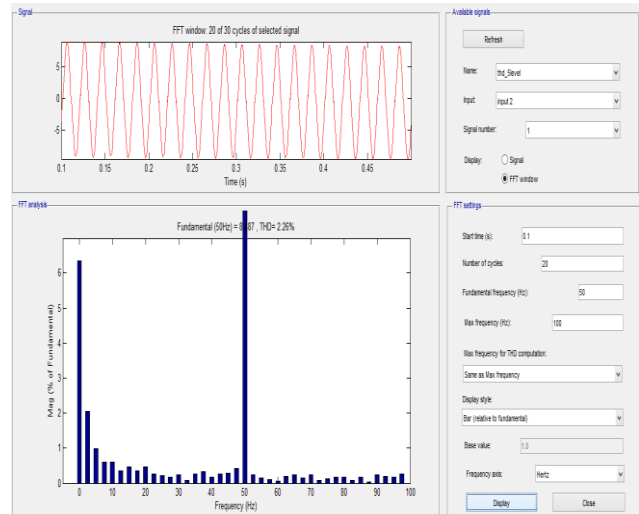 Signal
FFT window: 20 of 30 cycles of selected signal
5
0
-5
0.1 0.15 0.2 0.25 0.3 0.35 0.4 0.45
Time (s)
Available signals
Refresh
Name: thd_5level
Input: input 2
Signal number: 1
Display: Signal
FFT window
FFT analysis
Fundamental (50Hz) = 8. 87 , THD= 2.26%
Mag (% of Fundamental)
6
5
4
3
2
1
0
0 10 20 30 40 50 60 70 80 90 100
Frequency (Hz)
FFT settings
Start time (s): 0.1
Number of cycles: 20
Fundamental frequency (Hz): 50
Max frequency (Hz): 100
Max frequency for THD computation:
Same as Max frequency
Display style:
Bar (relative to fundamental)
Base value: 1.0
Frequency axis: Hertz
Display Close